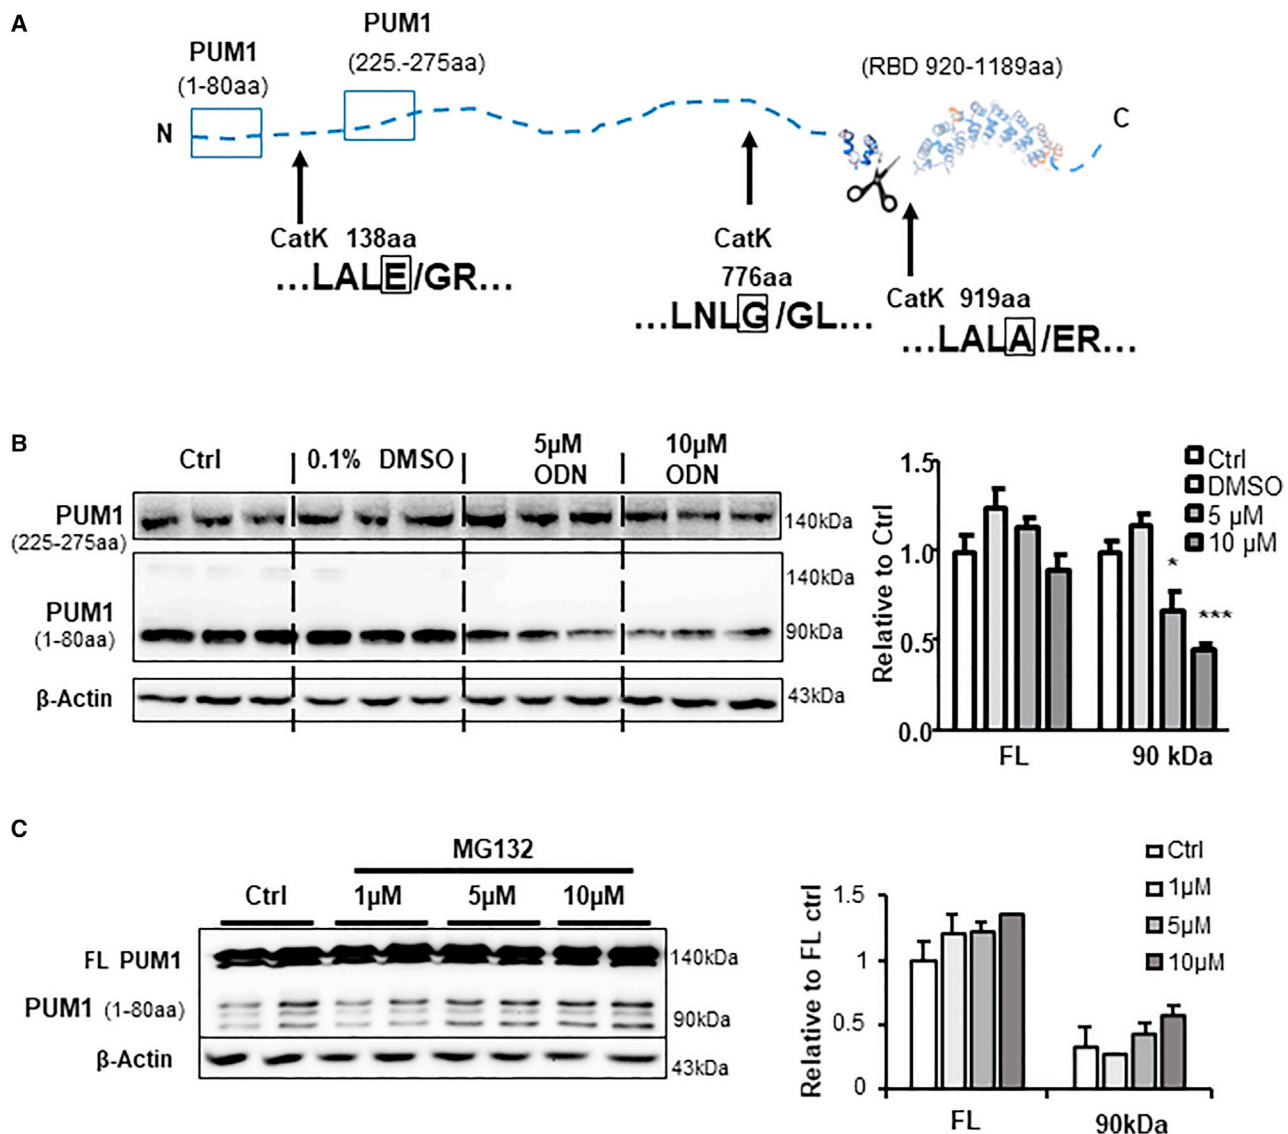 A
PUM1
(1-80aa)
PUM1
(225.-275aa)
(RBD 920-1189aa)
N
C
CatK 138aa
...LALE/GR...
CatK
776aa
...LNLG/GL...
CatK 919aa
...LALA/ER...
B
Ctrl
0.1% DMSO
5µM
ODN
10µM
ODN
PUM1
(225-275aa)
140kDa
140kDa
PUM1
(1-80aa)
90kDa
β-Actin
43kDa
Relative to Ctrl
1.5
1.0
0.5
0.0
Ctrl
DMSO
5 µM
10 µM
*
***
FL
90 kDa
C
MG132
Ctrl
1µM
5µM
10µM
FL PUM1
140kDa
PUM1 (1-80aa)
90kDa
β-Actin
43kDa
Relative to FL ctrl
1.5
1
0.5
0
Ctrl
1µM
5µM
10µM
FL
90kDa